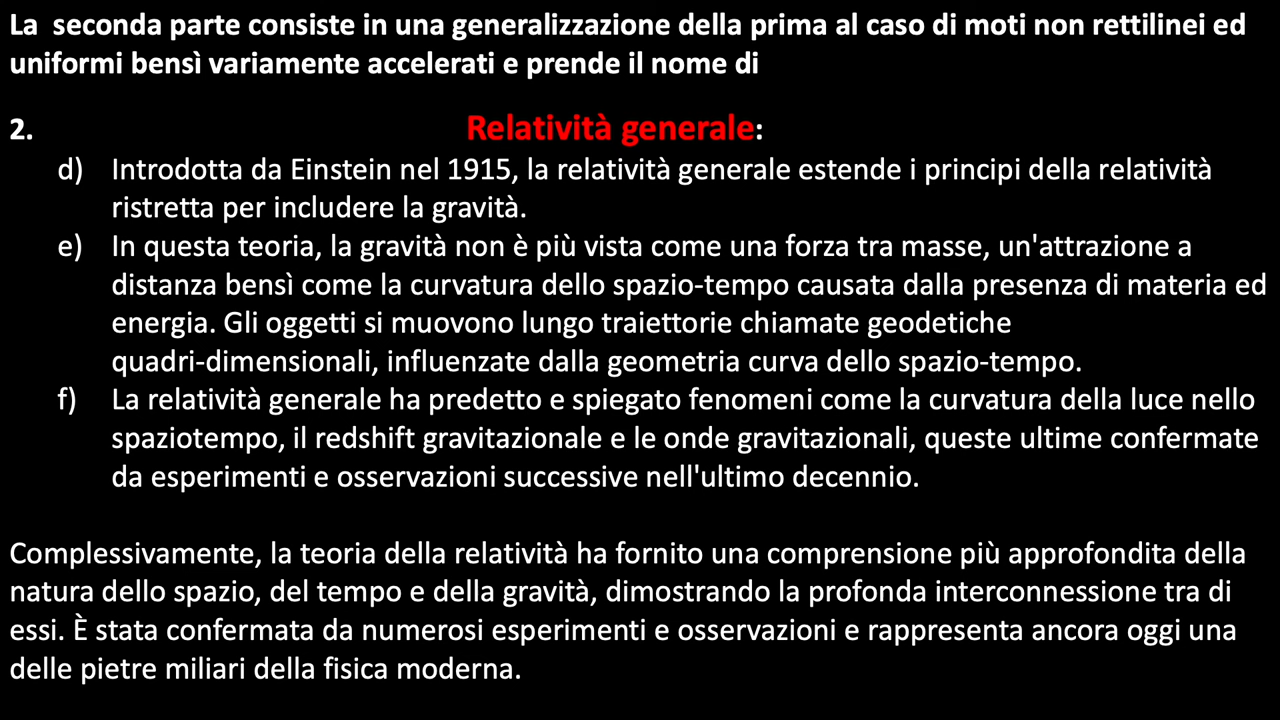 La  seconda parte consiste in una generalizzazione della prima al caso di moti non rettilinei ed
uniformi bensì variamente accelerati e prende il nome di
2. Relatività generale:
d) Introdotta da Einstein nel 1915, la relatività generale estende i principi della relatività
ristretta per includere la gravità.
e) In questa teoria, la gravità non è più vista come una forza tra masse, un'attrazione a
distanza bensì come la curvatura dello spazio-tempo causata dalla presenza di materia ed
energia. Gli oggetti si muovono lungo traiettorie chiamate geodetiche
quadri-dimensionali, influenzate dalla geometria curva dello spazio-tempo.
f) La relatività generale ha predetto e spiegato fenomeni come la curvatura della luce nello
spaziotempo, il redshift gravitazionale e le onde gravitazionali, queste ultime confermate
da esperimenti e osservazioni successive nell'ultimo decennio.
Complessivamente, la teoria della relatività ha fornito una comprensione più approfondita della
natura dello spazio, del tempo e della gravità, dimostrando la profonda interconnessione tra di
essi. È stata confermata da numerosi esperimenti e osservazioni e rappresenta ancora oggi una
delle pietre miliari della fisica moderna.